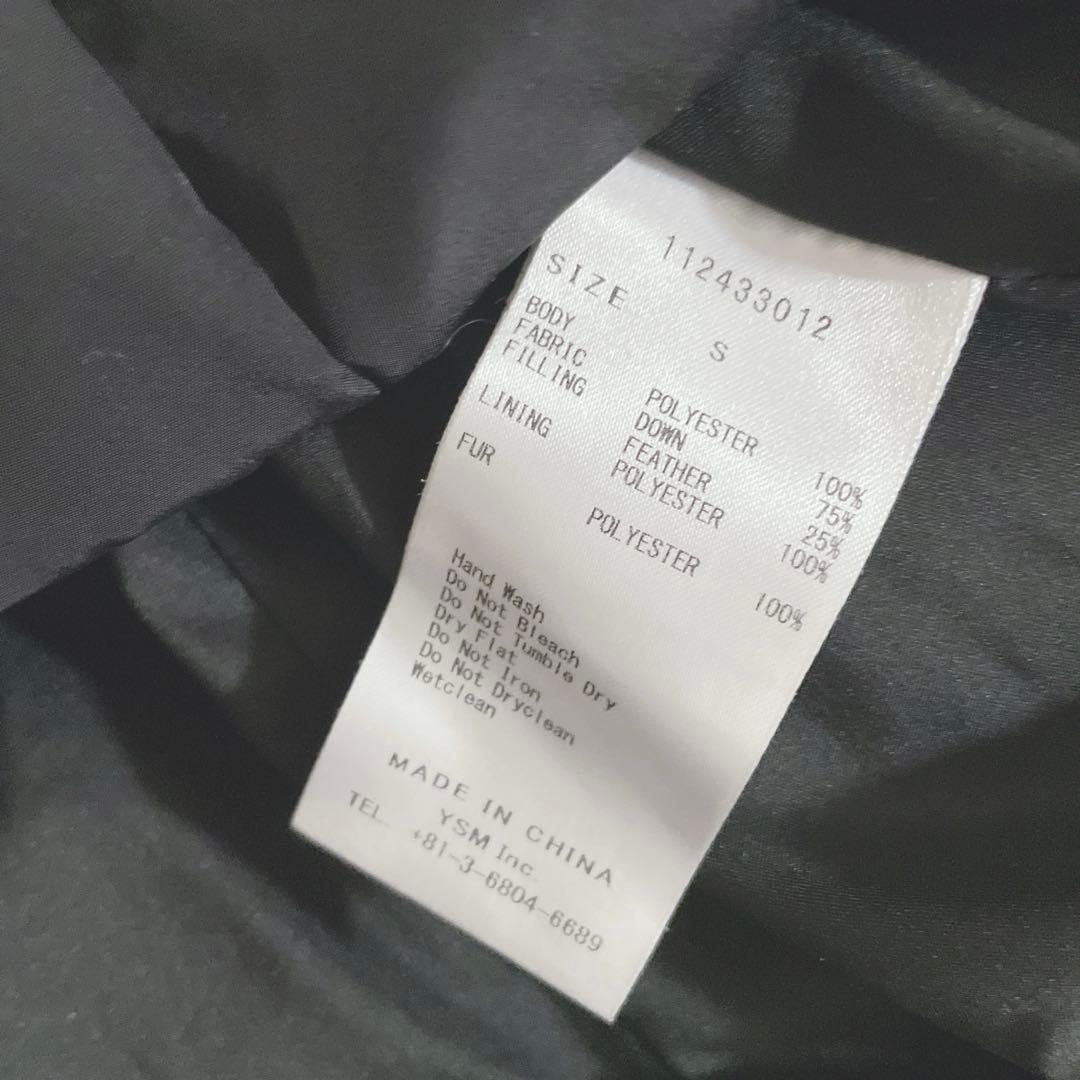 112433012
SIZE S
BODY
FABRIC POLYESTER 100%
FILLING DOWN 75%
FEATHER 25%
LINING POLYESTER 100%
FUR POLYESTER 100%
Hand Wash
Do Not Bleach
Do Not Tumble Dry
Dry Flat
Do Not Iron
Do Not Dryclean
Wetclean
MADE IN CHINA
YSM Inc.
TEL. +81-3-6804-6689